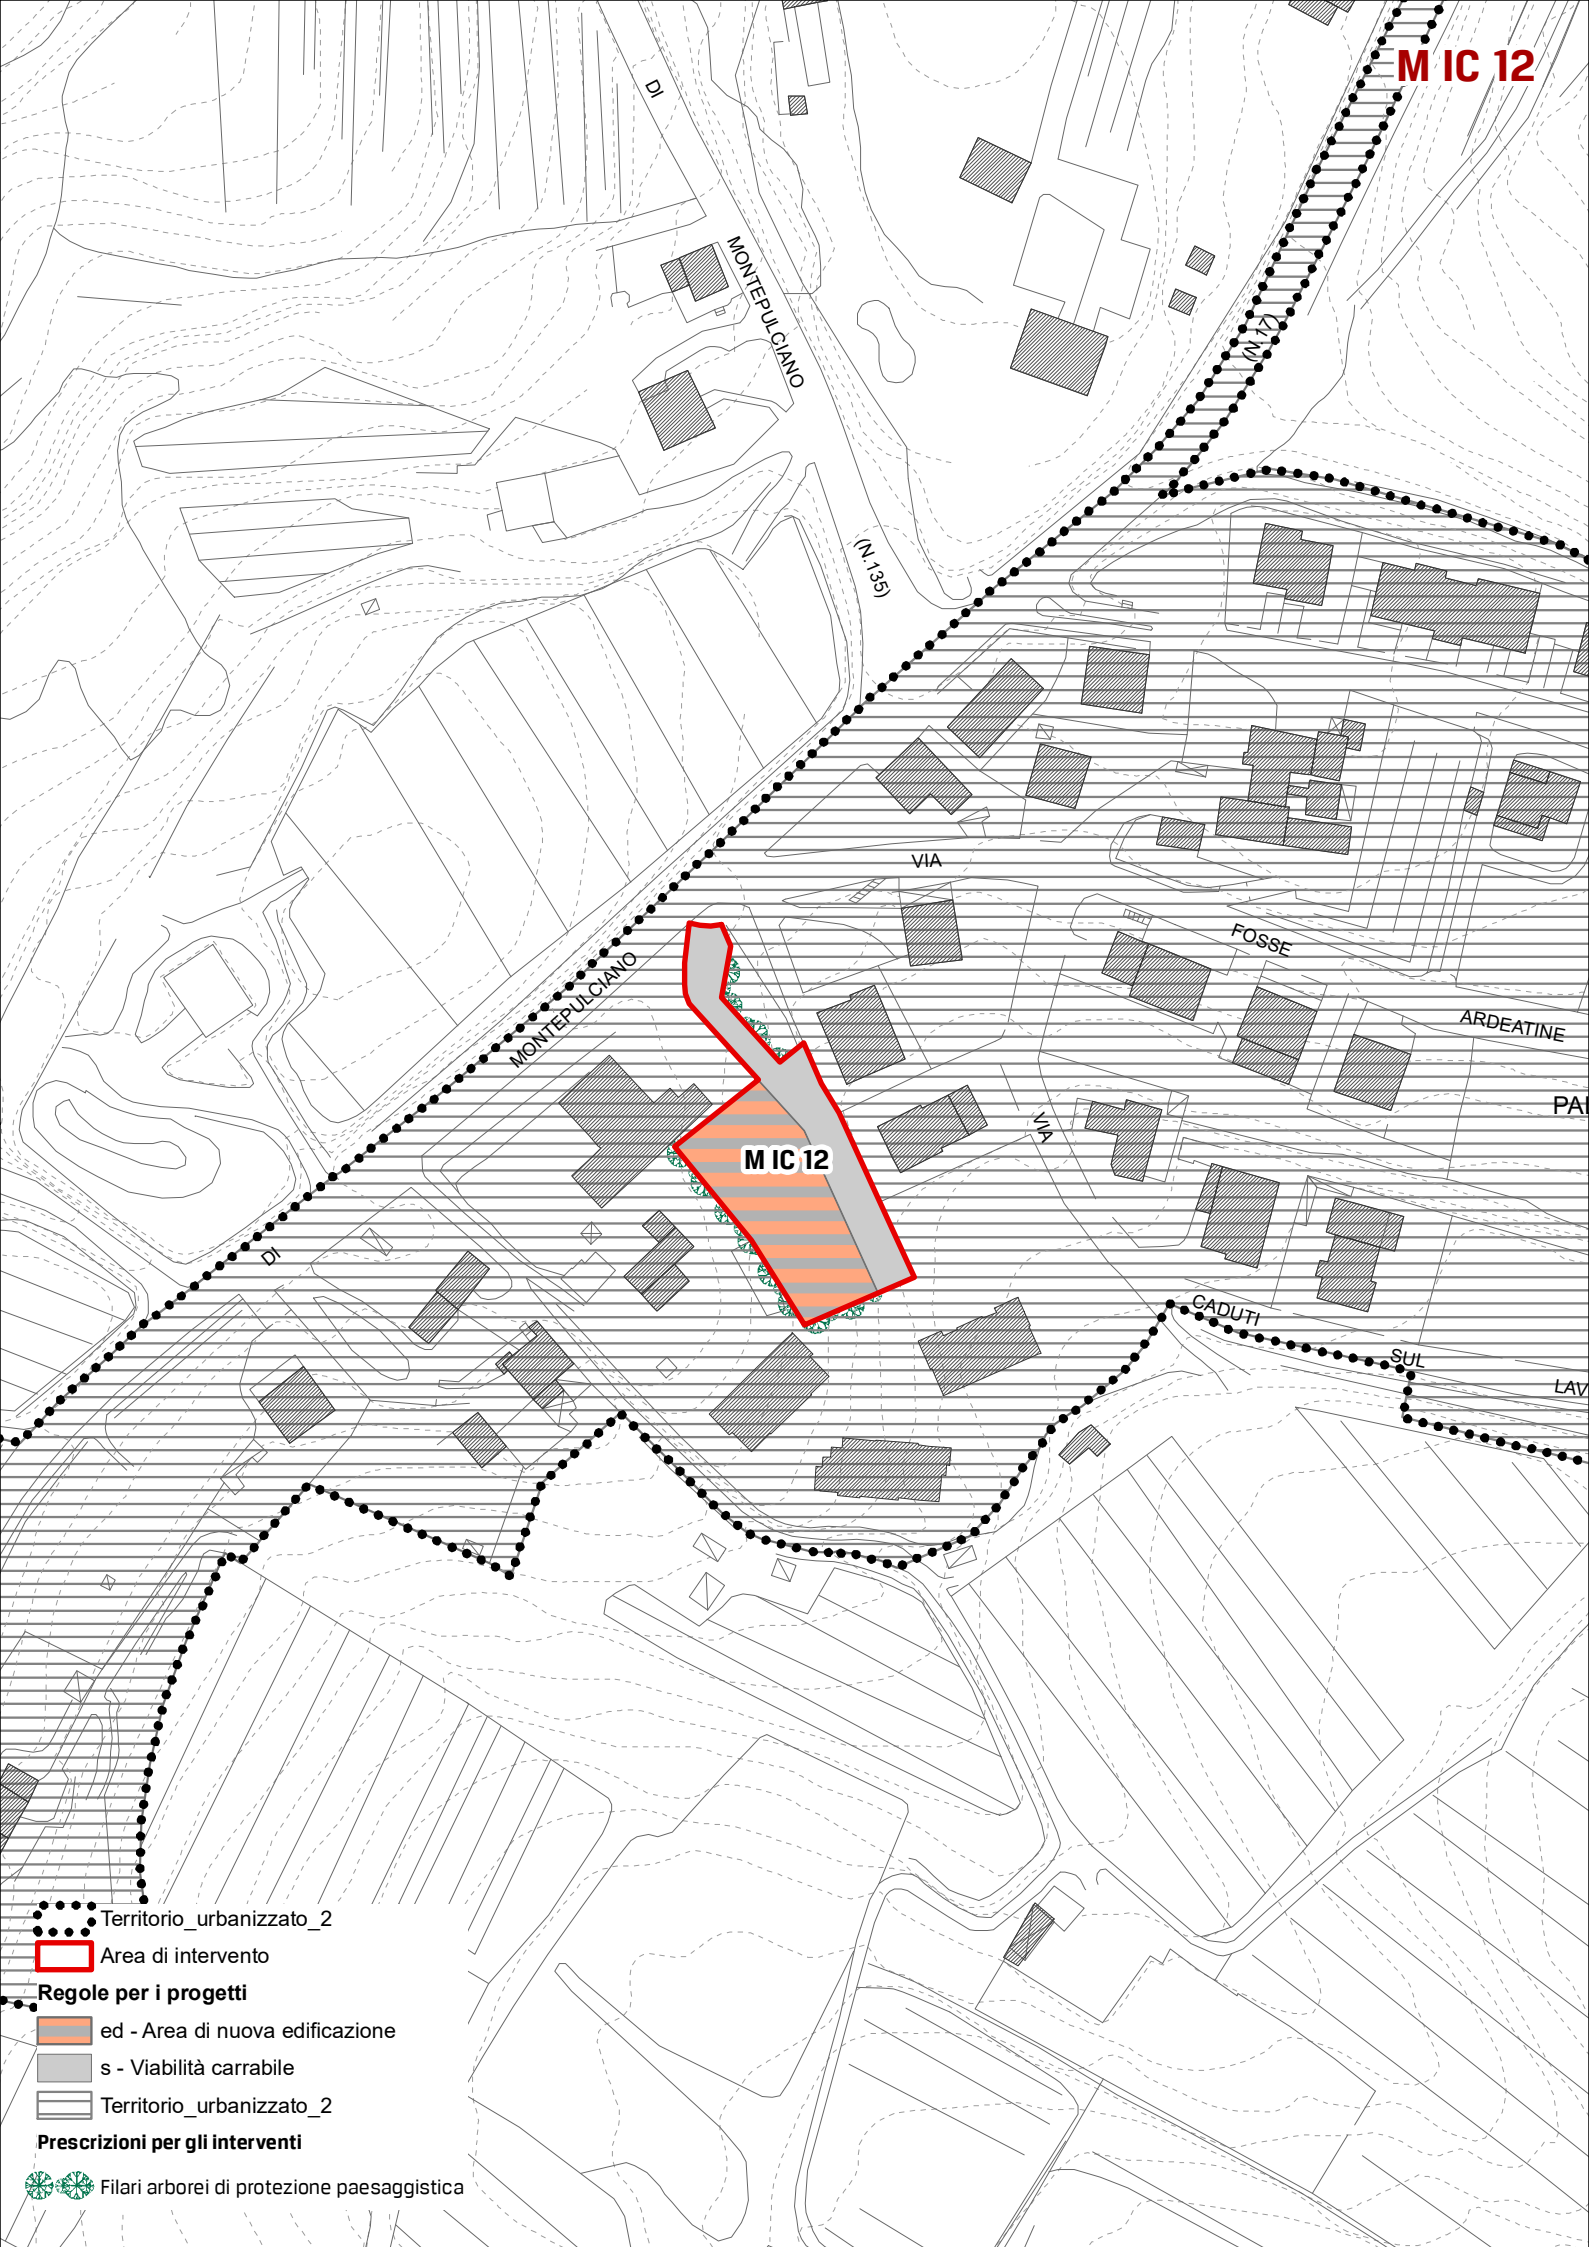 M IC 12
DI
MONTEPULCIANO
(N.17)
(N.135)
VIA
FOSSE
ARDEATINE
MONTEPULCIANO
DI
PAI
VIA
M IC 12
CADUTI
SUL
LAV
Territorio_urbanizzato_2
Area di intervento
Regole per i progetti
ed - Area di nuova edificazione
s - Viabilità carrabile
Territorio_urbanizzato_2
Prescrizioni per gli interventi
Filari arborei di protezione paesaggistica